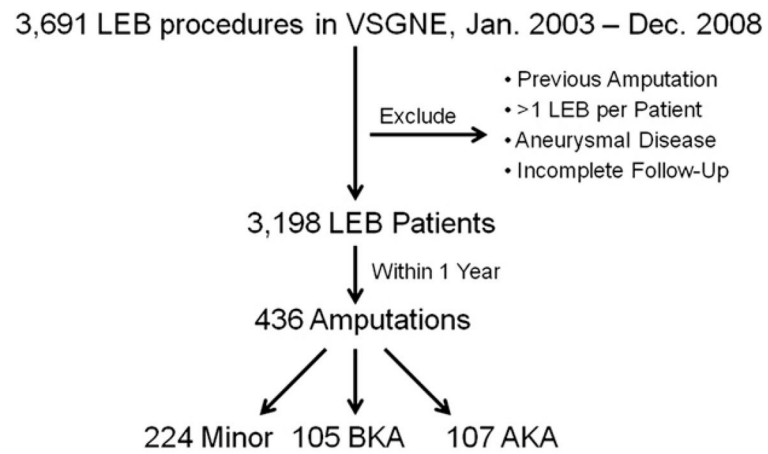 3,691 LEB procedures in VSGNE, Jan. 2003 – Dec. 2008
• Previous Amputation
Exclude
• >1 LEB per Patient
• Aneurysmal Disease
• Incomplete Follow-Up
3,198 LEB Patients
Within 1 Year
436 Amputations
224 Minor 105 BKA 107 AKA